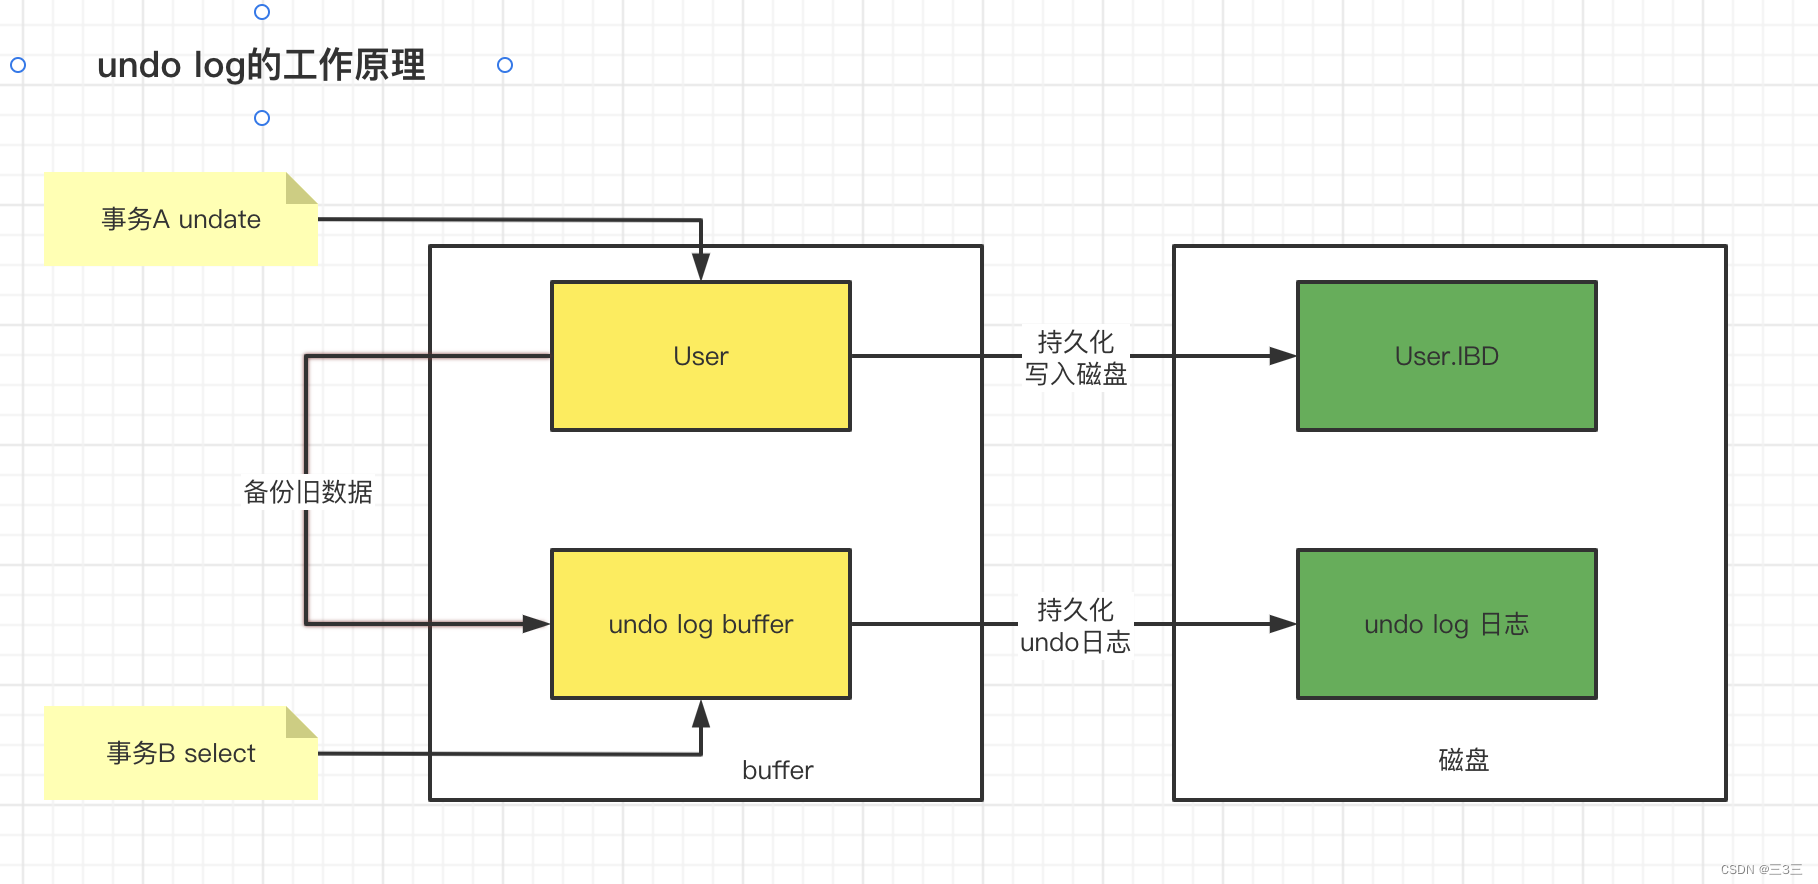 undo log的工作原理
事务A undate
User
持久化
写入磁盘
User.IBD
备份旧数据
undo log buffer
持久化
undo日志
undo log 日志
事务B select
buffer
磁盘
CSDN @三3三